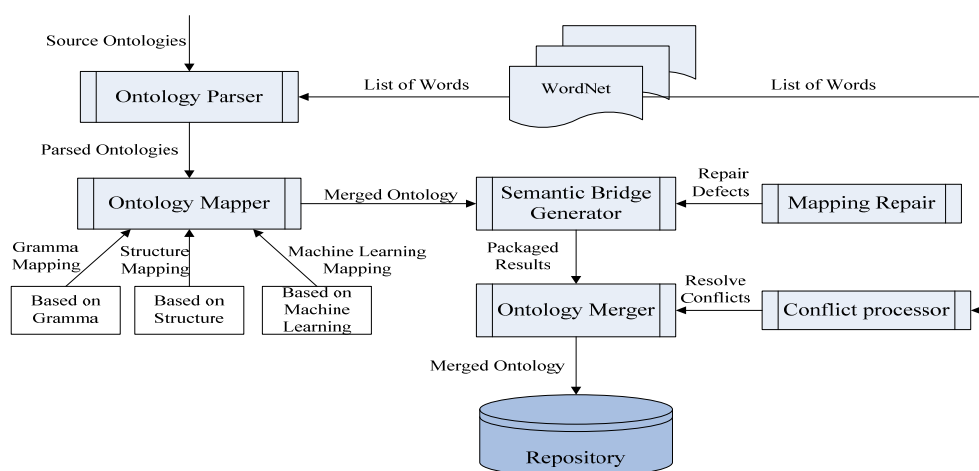 Source Ontologies
Ontology Parser
List of Words
WordNet
List of Words
Parsed Ontologies
Ontology Mapper
Merged Ontology
Semantic Bridge
Generator
Repair
Defects
Mapping Repair
Gramma
Mapping
Structure
Mapping
Machine Learning
Mapping
Based on
Gramma
Based on
Structure
Based on
Machine
Learning
Packaged
Results
Ontology Merger
Resolve
Conflicts
Conflict processor
Merged Ontology
Repository